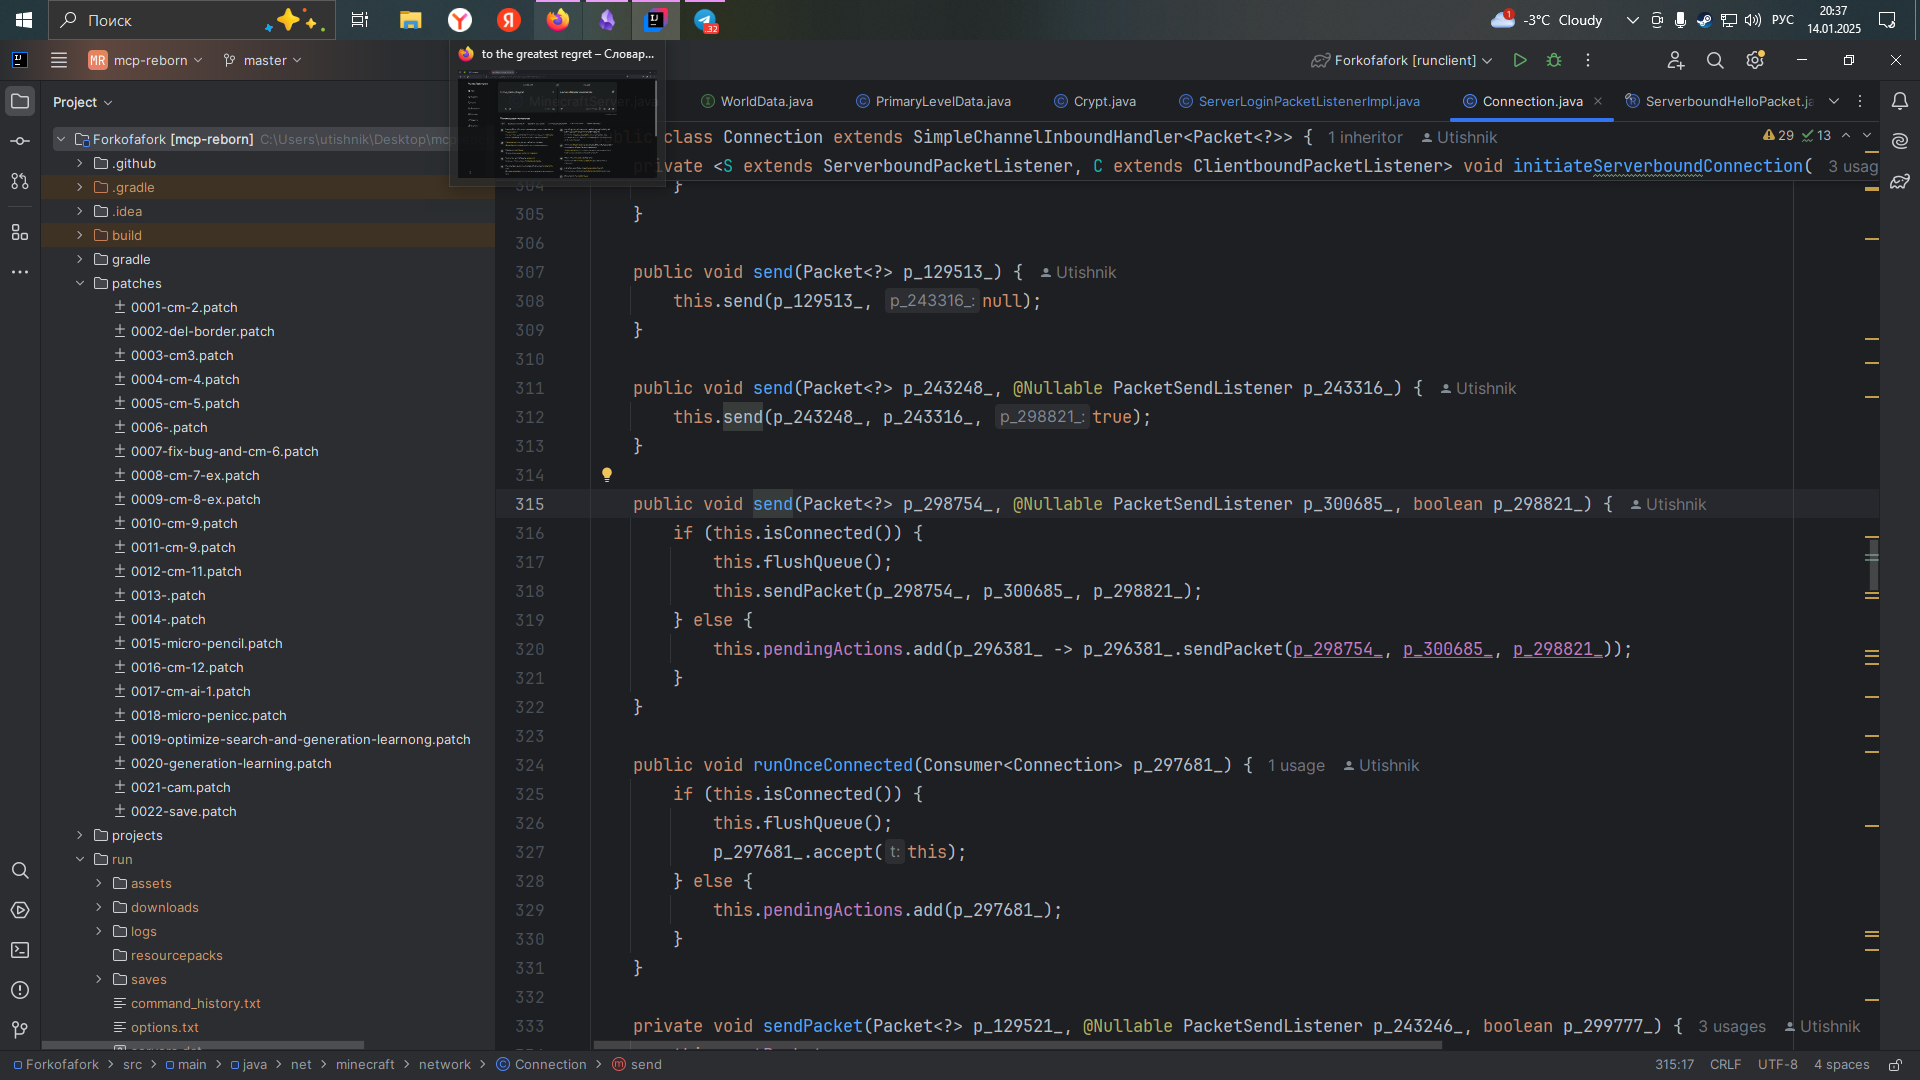 Поиск
32
1
-3°C Cloudy
РУС
20:37
14.01.2025
MR mcp-reborn
master
to the greatest regret – Словар...
Forkofafork [runclient]
Project
WorldData.java
PrimaryLevelData.java
Crypt.java
ServerLoginPacketListenerImpl.java
Connection.java
ServerboundHelloPacket.ja
Forkofafork [mcp-reborn] C:\Users\utishnik\Desktop\mcp
class Connection extends SimpleChannelInboundHandler<Packet<?>> { 1 inheritor Utishnik
29 13
<S extends ServerboundPacketListener, C extends ClientboundPacketListener> void initiateServerboundConnection( 3 usag
.github
.gradle
.idea
build
gradle
patches
0001-cm-2.patch
0002-del-border.patch
0003-cm3.patch
0004-cm-4.patch
0005-cm-5.patch
0006-.patch
0007-fix-bug-and-cm-6.patch
0008-cm-7-ex.patch
0009-cm-8-ex.patch
0010-cm-9.patch
0011-cm-9.patch
0012-cm-11.patch
0013-.patch
0014-.patch
0015-micro-pencil.patch
0016-cm-12.patch
0017-cm-ai-1.patch
0018-micro-penicc.patch
0019-optimize-search-and-generation-learnong.patch
0020-generation-learning.patch
0021-cam.patch
0022-save.patch
projects
run
assets
downloads
logs
resourcepacks
saves
command_history.txt
options.txt
304 }
305 }
306
307 public void send(Packet<?> p_129513_) { Utishnik
308 this.send(p_129513_, p_243316_: null);
309 }
310
311 public void send(Packet<?> p_243248_, @Nullable PacketSendListener p_243316_) { Utishnik
312 this.send(p_243248_, p_243316_, p_298821_: true);
313 }
314
315 public void send(Packet<?> p_298754_, @Nullable PacketSendListener p_300685_, boolean p_298821_) { Utishnik
316 if (this.isConnected()) {
317 this.flushQueue();
318 this.sendPacket(p_298754_, p_300685_, p_298821_);
319 } else {
320 this.pendingActions.add(p_296381_ -> p_296381_.sendPacket(p_298754_, p_300685_, p_298821_));
321 }
322 }
323
324 public void runOnceConnected(Consumer<Connection> p_297681_) { 1 usage Utishnik
325 if (this.isConnected()) {
326 this.flushQueue();
327 p_297681_.accept( t: this);
328 } else {
329 this.pendingActions.add(p_297681_);
330 }
331 }
332
333 private void sendPacket(Packet<?> p_129521_, @Nullable PacketSendListener p_243246_, boolean p_299777_) { 3 usages Utishnik
Forkofafork > src > main > java > net > minecraft > network > Connection > send
315:17 CRLF UTF-8 4 spaces